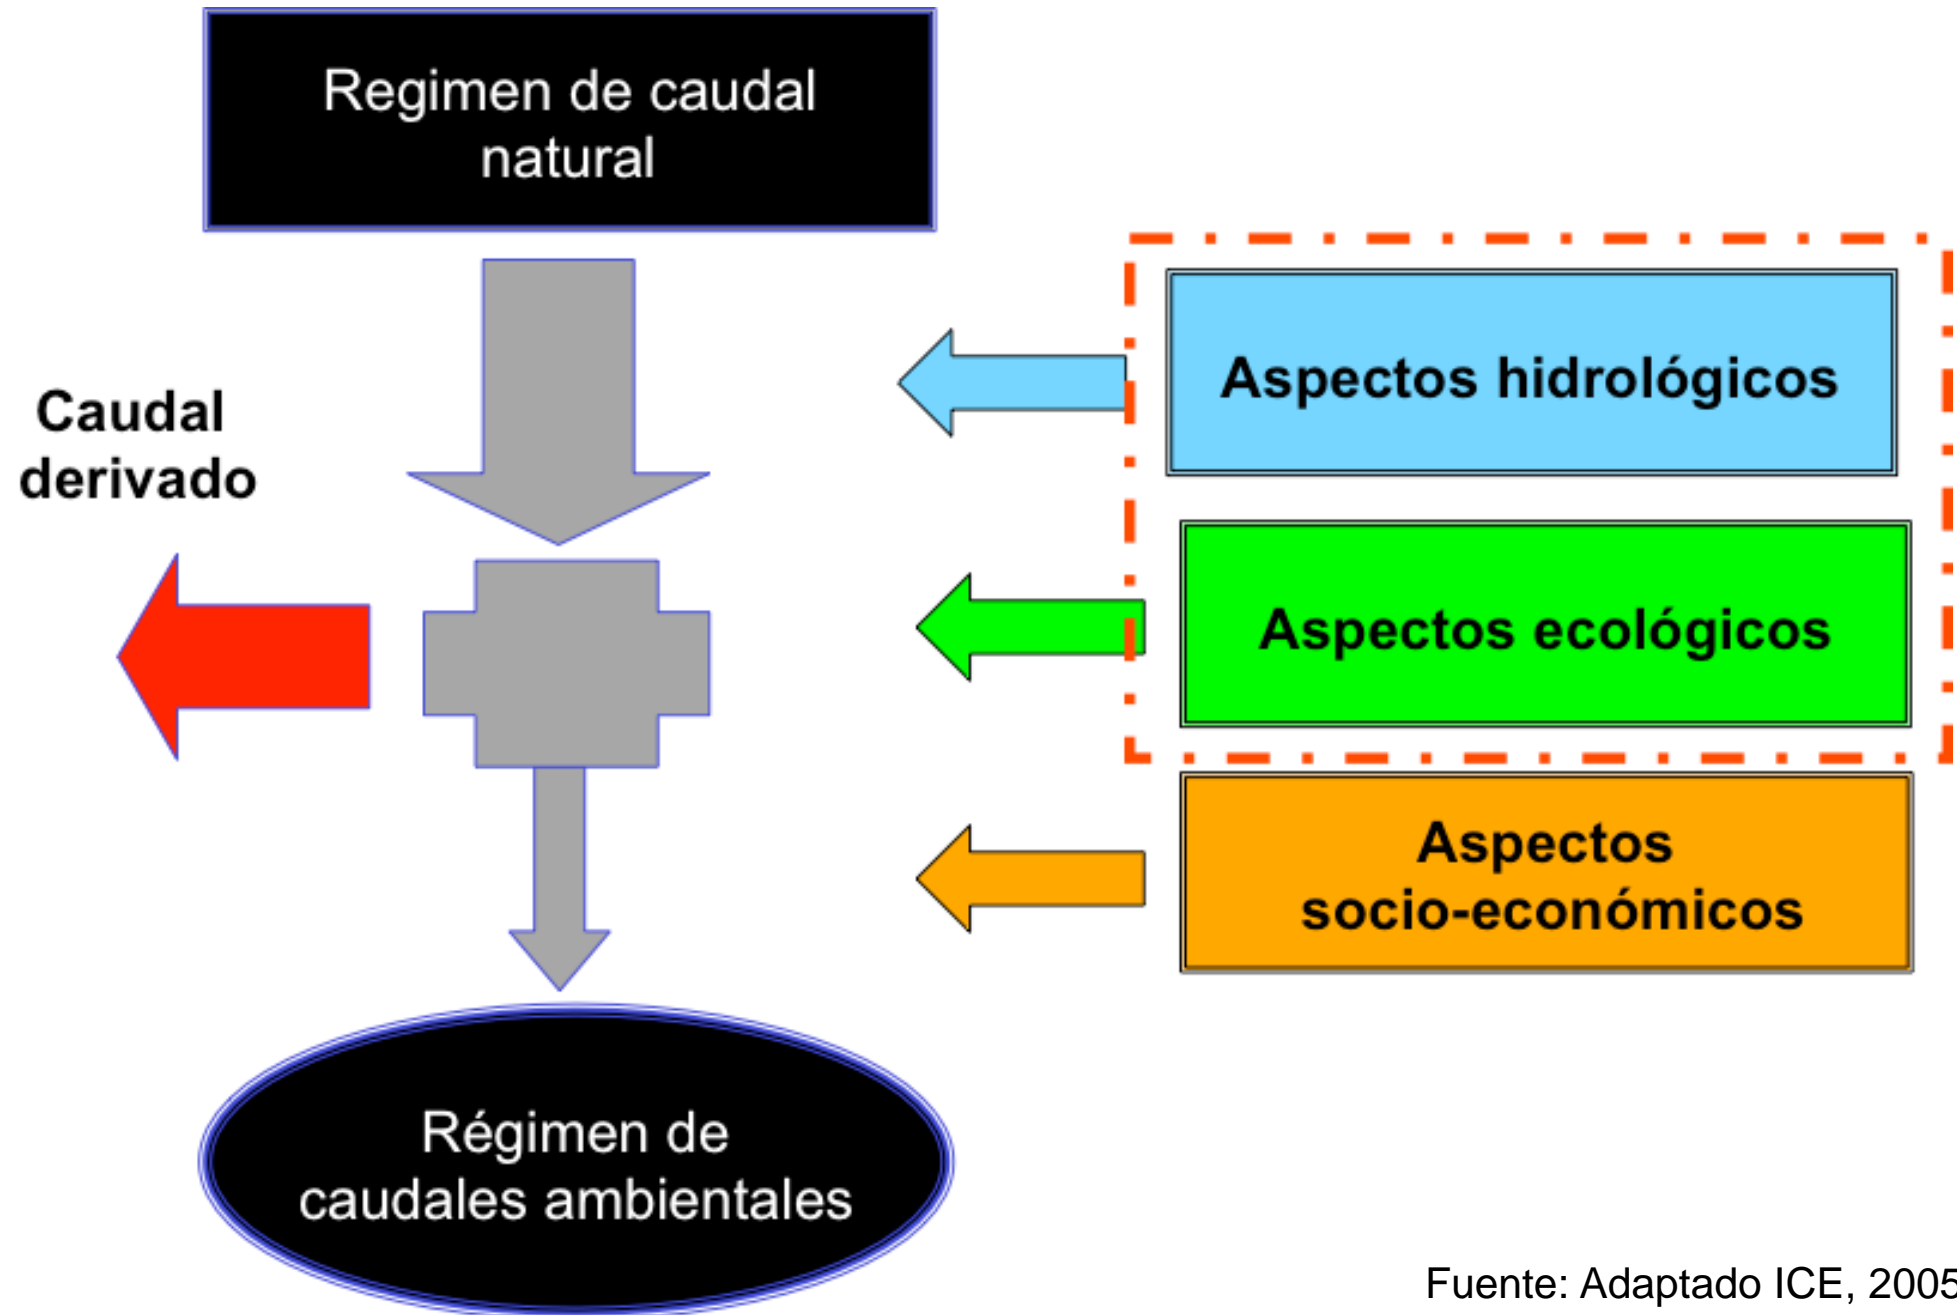 Regimen de caudal
natural
Caudal
derivado
Aspectos hidrológicos
Aspectos ecológicos
Aspectos
socio-económicos
Régimen de
caudales ambientales
Fuente: Adaptado ICE, 2005